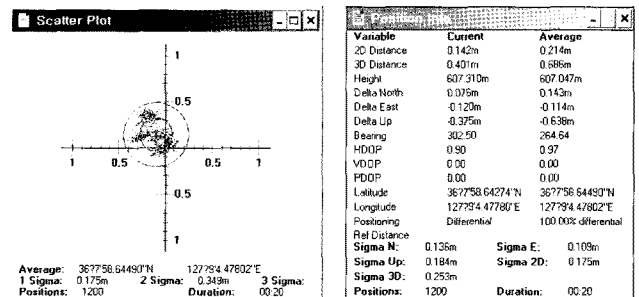 Scatter Plot
1
0.5
1 0.5 0.5 1
0.5
1
Average: 36??'58.64490"N 127?9'4.47802"E
1 Sigma: 0.175m 2 Sigma: 0.349m 3 Sigma:
Positions: 1200 Duration: 00:20
Position Info
Variable Current Average
2D Distance 0.142m 0.214m
3D Distance 0.401m 0.686m
Height 607.310m 607.047m
Delta North 0.076m 0.143m
Delta East -0.120m -0.114m
Delta Up -0.375m -0.638m
Bearing 302.50 264.64
HDOP 0.90 0.97
VDOP 0.00 0.00
PDOP 0.00 0.00
Latitude 36??'58.64274"N 36??'58.64490"N
Longitude 127?9'4.47780"E 127?9'4.47802"E
Positioning Differential 100.00% differential
Ref Distance
Sigma N: 0.136m Sigma E: 0.109m
Sigma Up: 0.184m Sigma 2D: 0.175m
Sigma 3D: 0.253m
Positions: 1200 Duration: 00:20